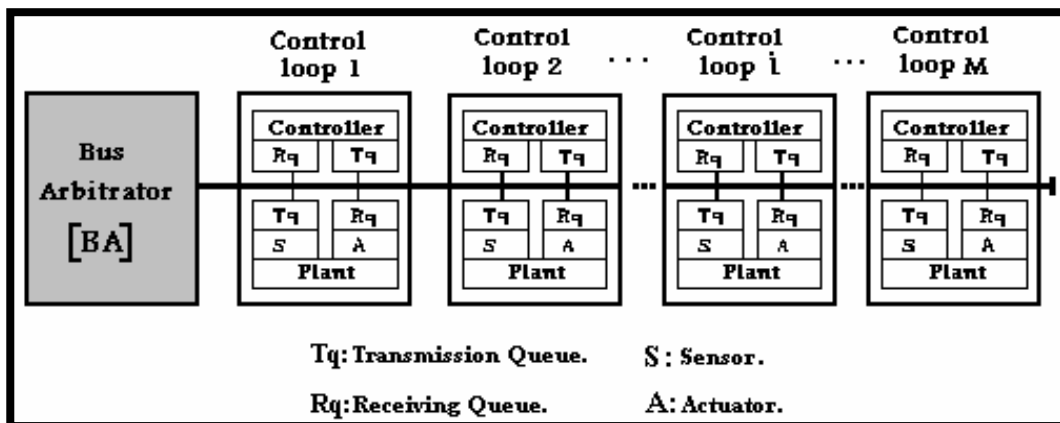 Control loop 1
Control loop 2
. . .
Control loop i
...
Control loop M
Bus Arbitrator [BA]
Controller
Rq Tq
Tq Rq
S A
Plant
Controller
Rq Tq
Tq Rq
S A
Plant
...
Controller
Rq Tq
Tq Rq
S A
Plant
...
Controller
Rq Tq
Tq Rq
S A
Plant
Tq:Transmission Queue.
S: Sensor.
Rq:Receiving Queue.
A: Actuator.